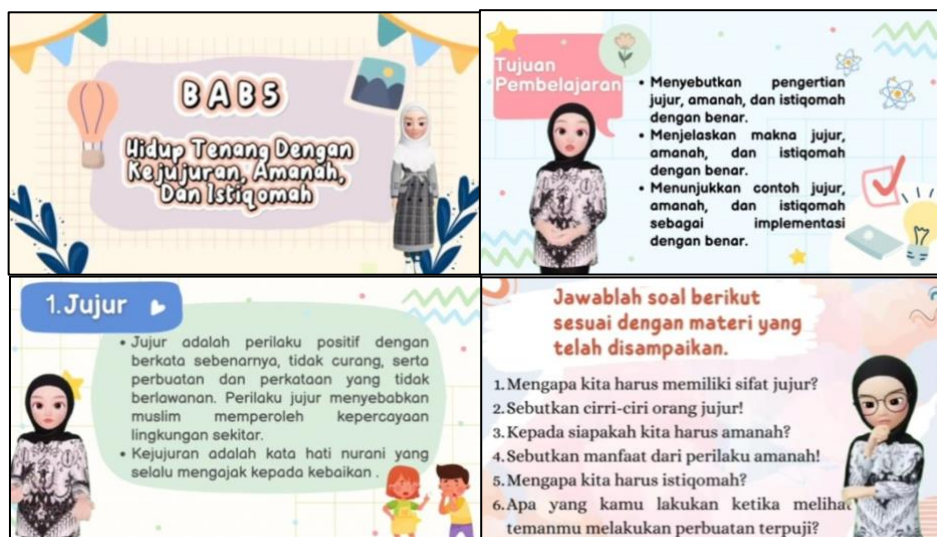 BAB 5
Hidup Tenang Dengan
Kejujuran, Amanah,
Dan Istiqomah
Tujuan
Pembelajaran
• Menyebutkan pengertian
jujur, amanah, dan istiqomah
dengan benar.
• Menjelaskan makna jujur,
amanah, dan istiqomah
dengan benar.
• Menunjukkan contoh jujur,
amanah, dan istiqomah
sebagai implementasi
dengan benar.
1. Jujur
• Jujur adalah perilaku positif dengan
berkata sebenarnya, tidak curang, serta
perbuatan dan perkataan yang tidak
berlawanan. Perilaku jujur menyebabkan
muslim memperoleh kepercayaan
lingkungan sekitar.
• Kejujuran adalah kata hati nurani yang
selalu mengajak kepada kebaikan .
Jawablah soal berikut
sesuai dengan materi yang
telah disampaikan.
1. Mengapa kita harus memiliki sifat jujur?
2. Sebutkan cirri-ciri orang jujur!
3. Kepada siapakah kita harus amanah?
4. Sebutkan manfaat dari perilaku amanah!
5. Mengapa kita harus istiqomah?
6. Apa yang kamu lakukan ketika melihat
temanmu melakukan perbuatan terpuji?